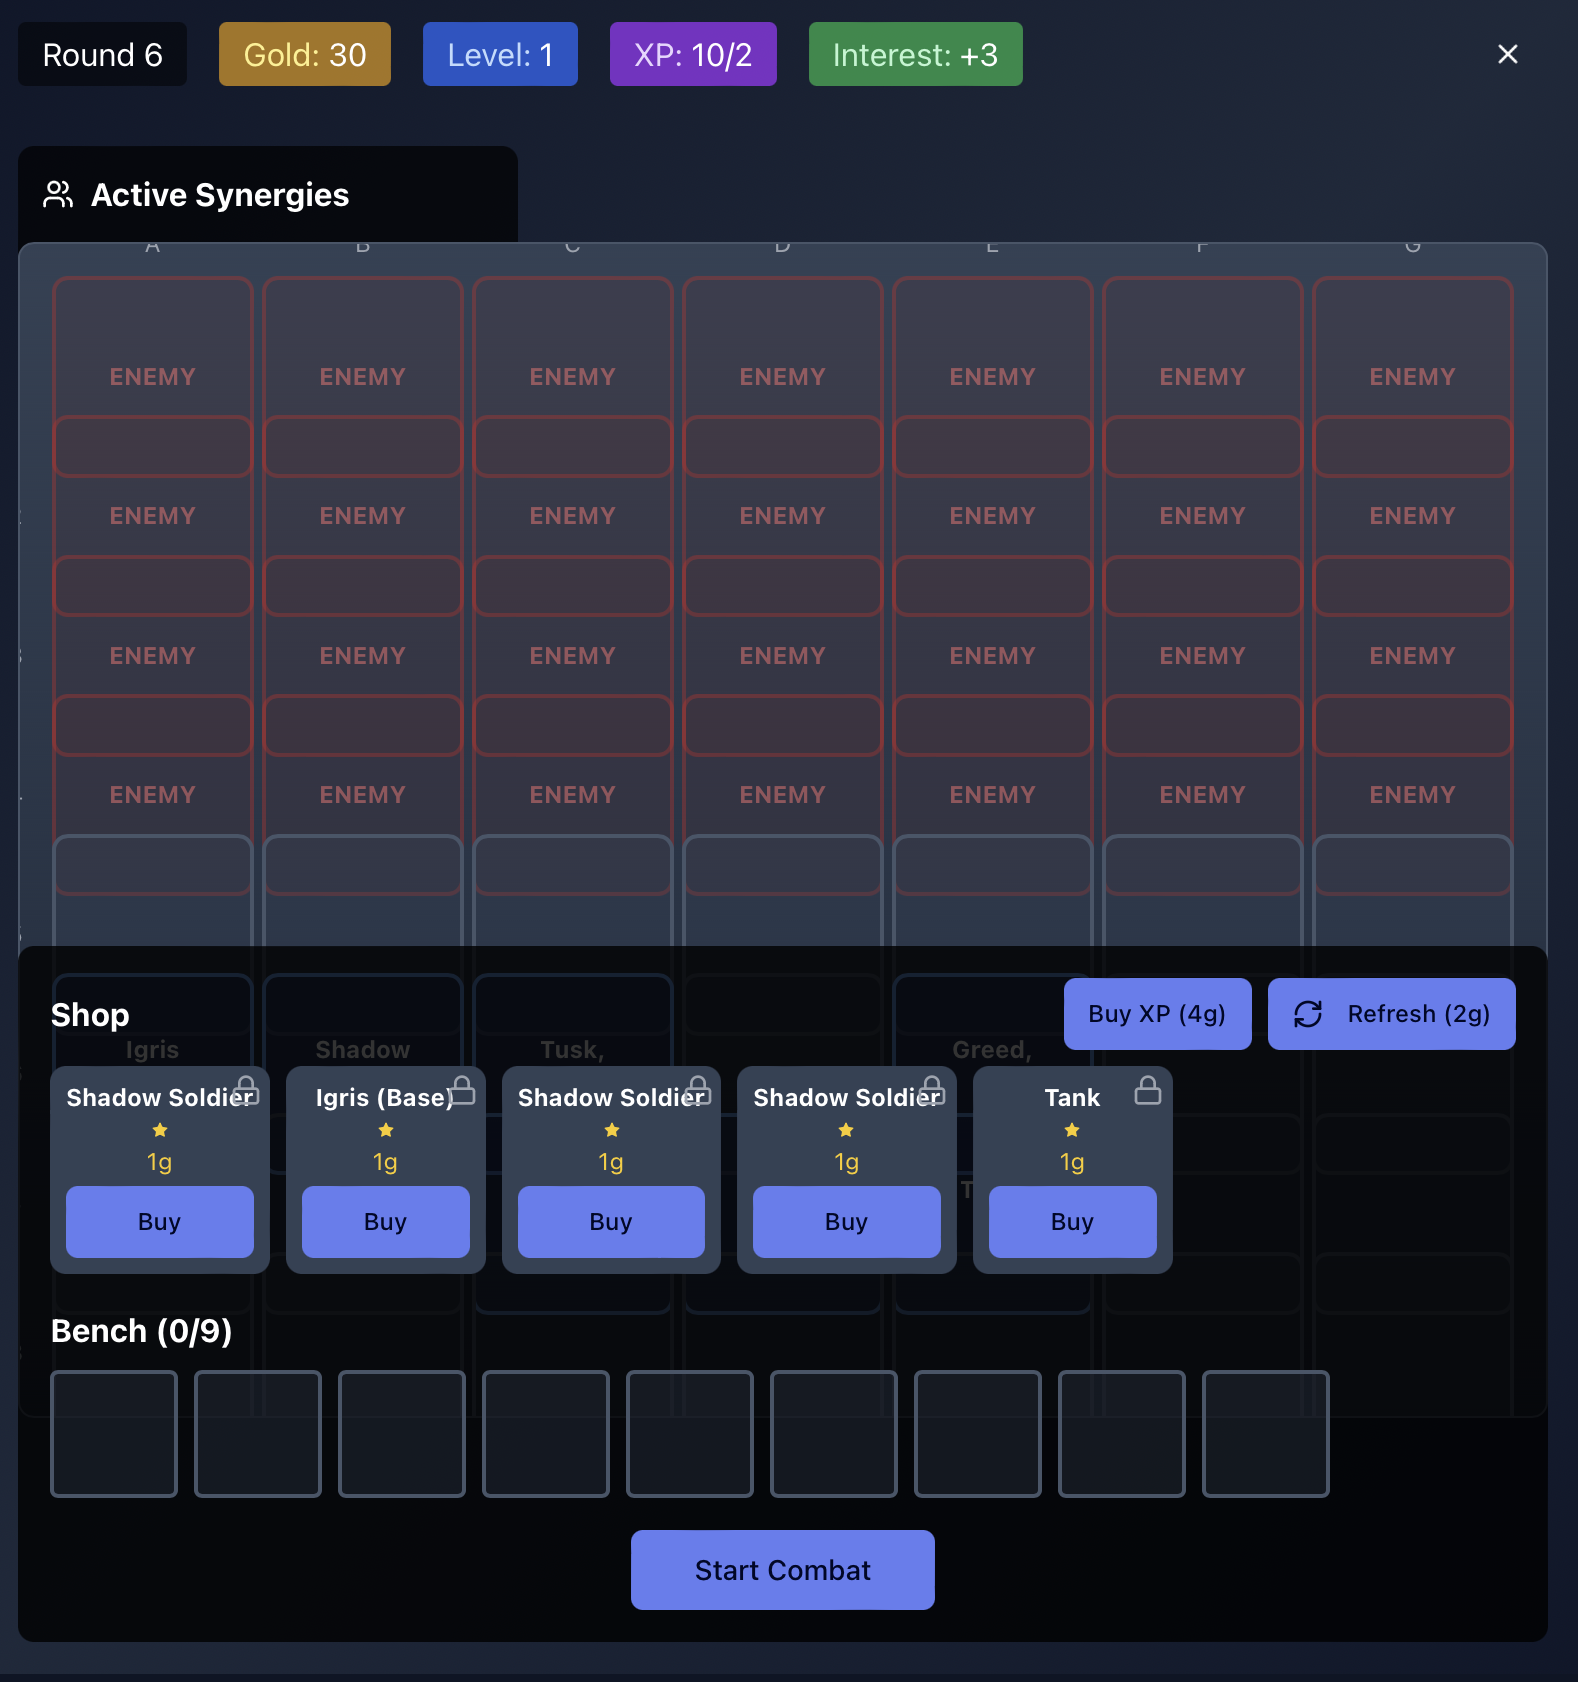 Round 6
Gold: 30
Level: 1
XP: 10/2
Interest: +3
Active Synergies
A B C D E F G
ENEMY ENEMY ENEMY ENEMY ENEMY ENEMY ENEMY
ENEMY ENEMY ENEMY ENEMY ENEMY ENEMY ENEMY
ENEMY ENEMY ENEMY ENEMY ENEMY ENEMY ENEMY
ENEMY ENEMY ENEMY ENEMY ENEMY ENEMY ENEMY
Shop
Buy XP (4g)
Refresh (2g)
Igris
Shadow
Tusk,
Greed,
Shadow Soldier
1g
Buy
Igris (Base)
1g
Buy
Shadow Soldier
1g
Buy
Shadow Soldier
1g
Buy
Tank
1g
Buy
Bench (0/9)
Start Combat